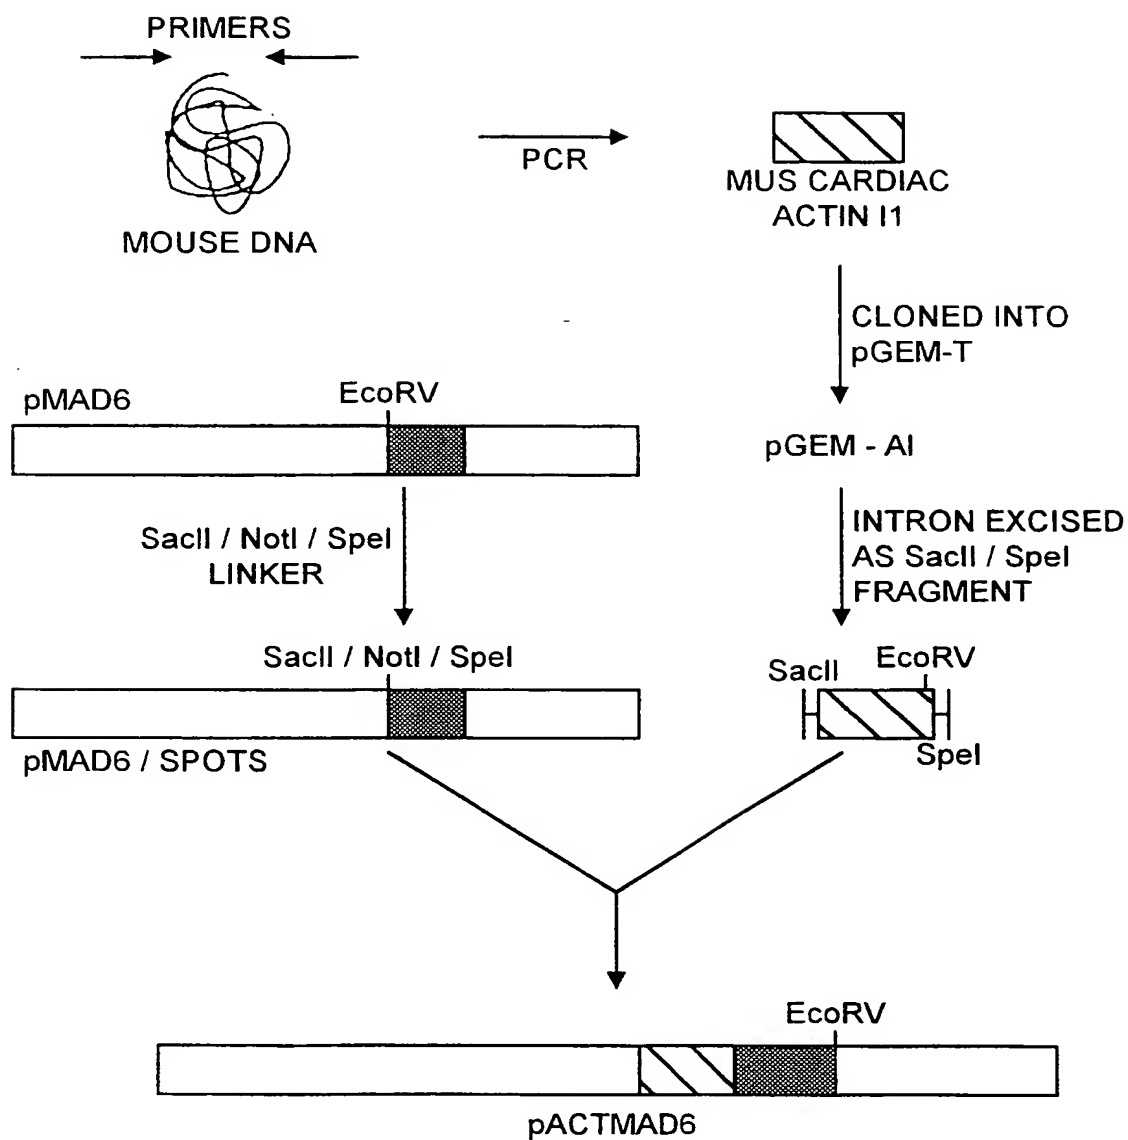 PRIMERS
MOUSE DNA
PCR
MUS CARDIAC
ACTIN I1
CLONED INTO
pGEM-T
pGEM - AI
INTRON EXCISED
AS SacII / SpeI
FRAGMENT
SacII
EcoRV
SpeI
pMAD6
EcoRV
SacII / NotI / SpeI
LINKER
SacII / NotI / SpeI
pMAD6 / SPOTS
EcoRV
pACTMAD6